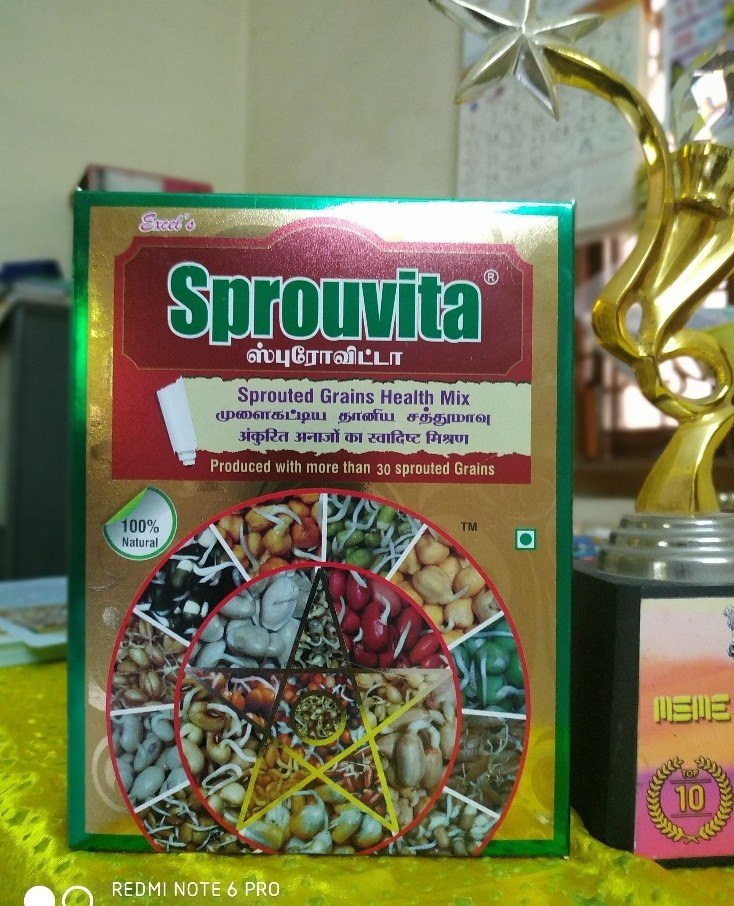 Excel's
Sprouvita ®
ஸ்புரோவிட்டா
Sprouted Grains Health Mix
முளைகட்டிய தானிய சத்துமாவு
अंकुरित अनाजों का स्वादिष्ट मिश्रण
Produced with more than 30 sprouted Grains
100%
Natural
TM
MSME
TOP
10
REDMI NOTE 6 PRO